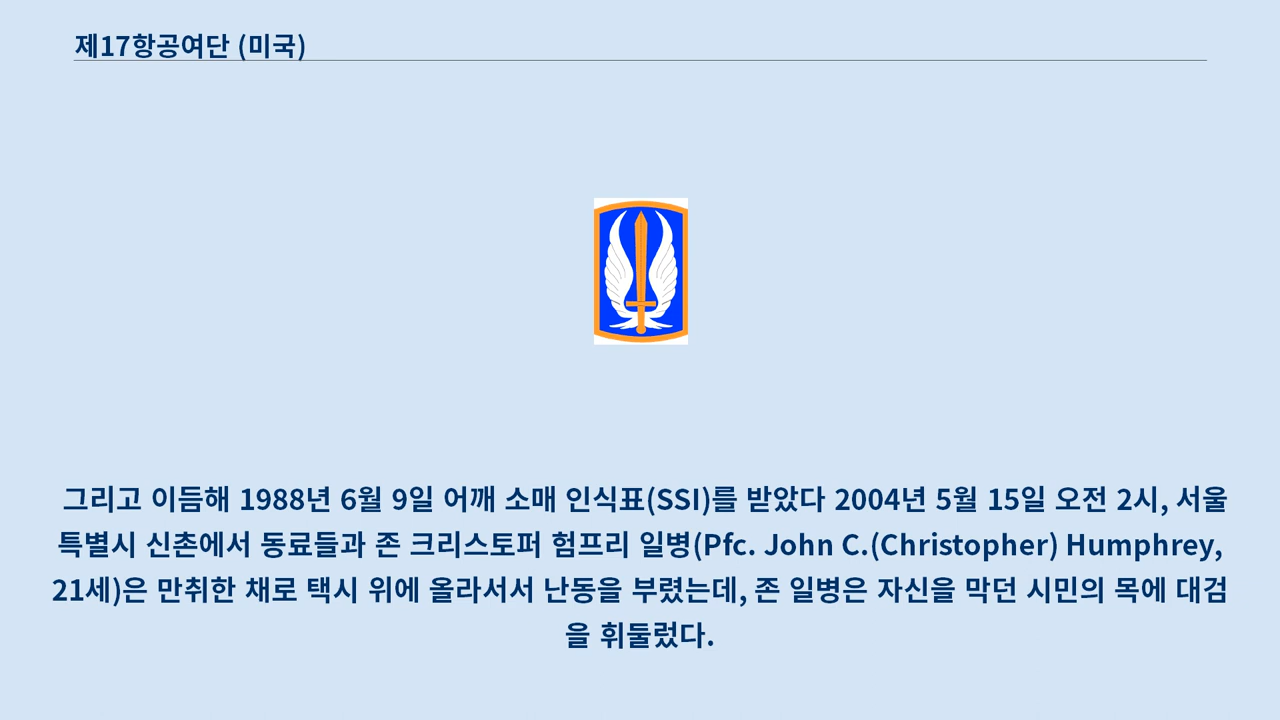 제17항공여단 (미국)
그리고 이듬해 1988년 6월 9일 어깨 소매 인식표(SSI)를 받았다 2004년 5월 15일 오전 2시, 서울
특별시 신촌에서 동료들과 존 크리스토퍼 험프리 일병(Pfc. John C.(Christopher) Humphrey,
21세)은 만취한 채로 택시 위에 올라서서 난동을 부렸는데, 존 일병은 자신을 막던 시민의 목에 대검
을 휘둘렀다.